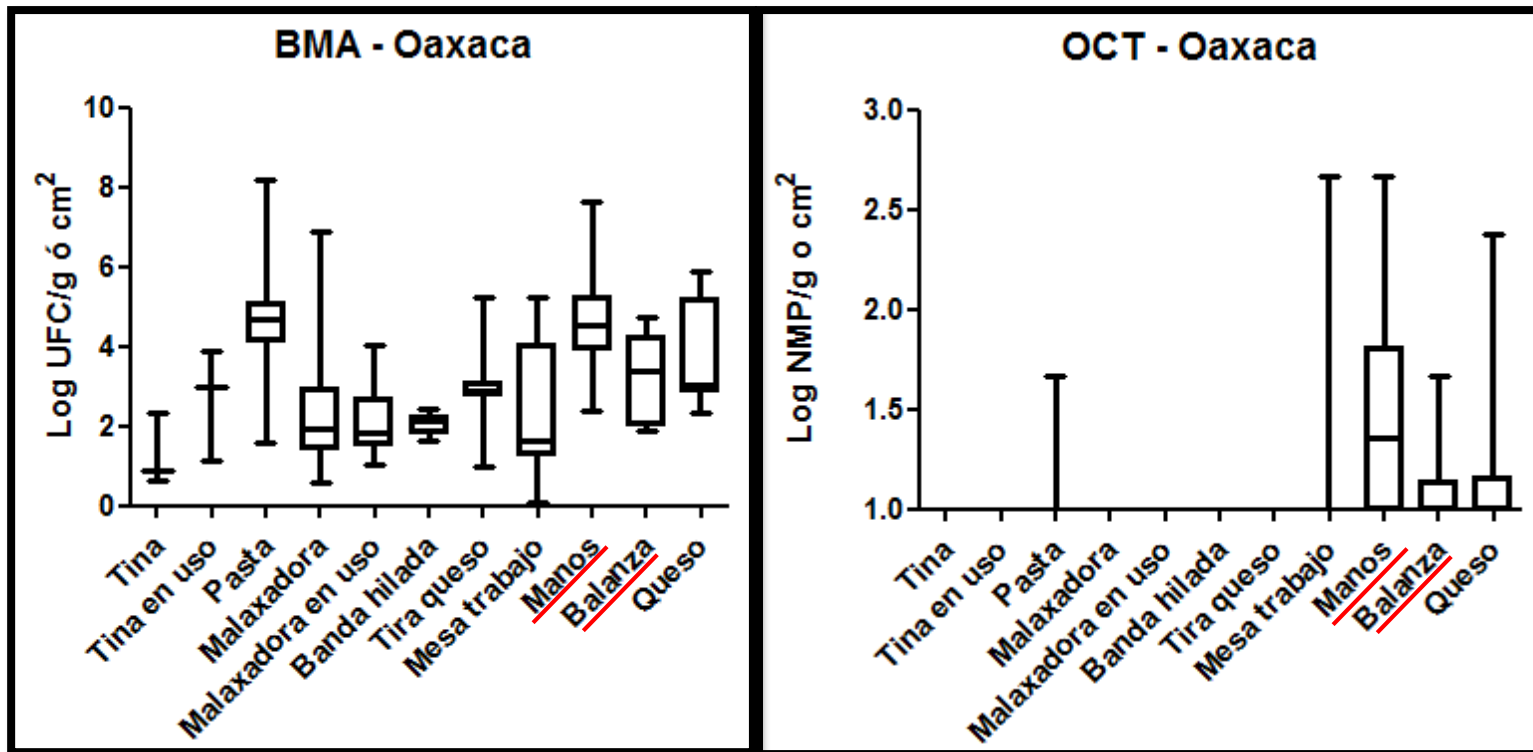 BMA - Oaxaca
Log UFC/g ó cm²
10
8
6
4
2
0
Tina
Tina en uso
Pasta
Malaxadora
Malaxadora en uso
Banda hilada
Tira queso
Mesa trabajo
Manos
Balanza
Queso
OCT - Oaxaca
Log NMP/g o cm²
3.0
2.5
2.0
1.5
1.0
Tina
Tina en uso
Pasta
Malaxadora
Malaxadora en uso
Banda hilada
Tira queso
Mesa trabajo
Manos
Balanza
Queso